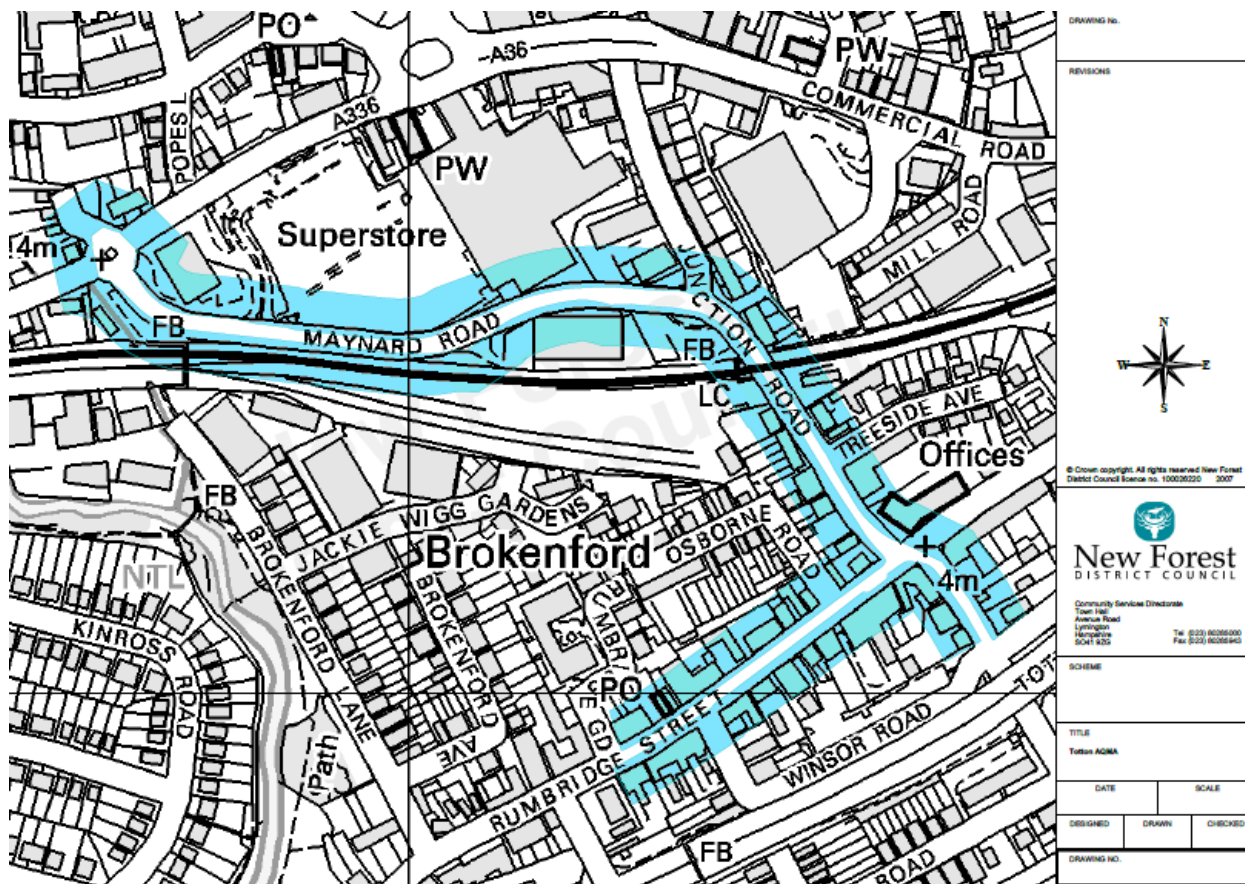 PO
A36
PW
POPESL
A336
COMMERCIAL ROAD
PW
Superstore
MILL ROAD
4m
JUNCTION ROAD
FB
MAYNARD ROAD
FB
LC
TREESIDE AVE
Offices
FB
JACKIE WIGG GARDENS
Brokenford
OSBORNE ROAD
NTL
BROKENFORD LANE
BROKENFORD AVE
4m
KINROSS ROAD
PO
Path
RUMBRIDGE STREET
WINSOR ROAD
FB
ROAD
DRAWING No.
REVISIONS
N
W
E
S
© Crown copyright. All rights reserved New Forest
District Council licence no. 100026220 2007
New Forest
DISTRICT COUNCIL
Community Services Directorate
Town Hall
Avenue Road
Lymington
Hampshire
SO41 9ZG
SCHEME
TITLE
Totton AQMA
DATE
SCALE
DESIGNED
DRAWN
CHECKED
DRAWING NO.